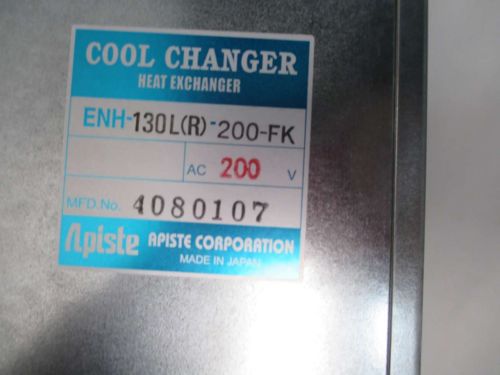 COOL CHANGER
HEAT EXCHANGER
ENH-130L(R)-200-FK
AC 200 V
MFD.No. 4080107
Apiste APISTE CORPORATION
MADE IN JAPAN